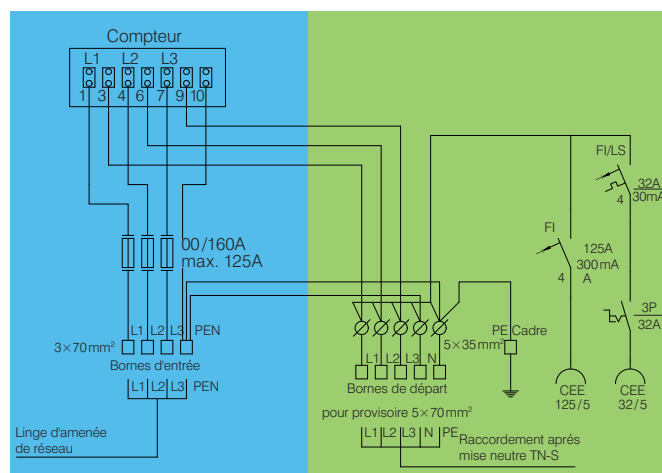 Compteur
L1 L2 L3
1 3 4 6 7 9 10
FI/LS
32A
30mA
4
FI
125A
300mA
A
4
00/160A
max. 125A
3P
32A
L1 L2 L3 PEN
3×70mm²
Bornes d'entrée
L1 L2 L3 PEN
PE Cadre
5×35mm²
L1 L2 L3 N
Bornes de départ
pour provisoire 5×70mm²
L1 L2 L3 N PE
CEE
125/5
CEE
32/5
Linge d'amenée
de réseau
Raccordement aprés
mise neutre TN-S